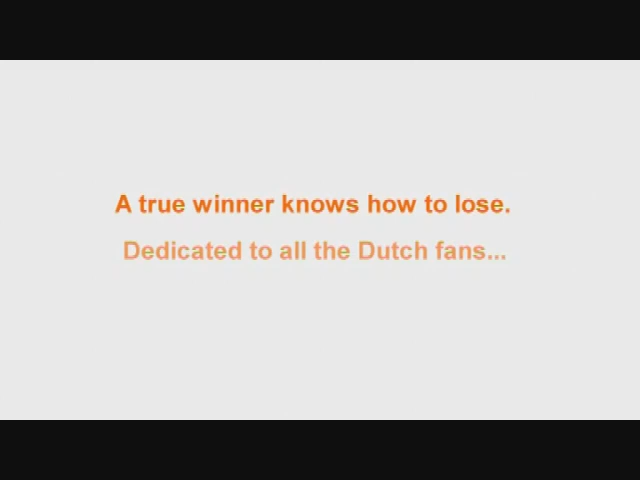 A true winner knows how to lose.
Dedicated to all the Dutch fans...